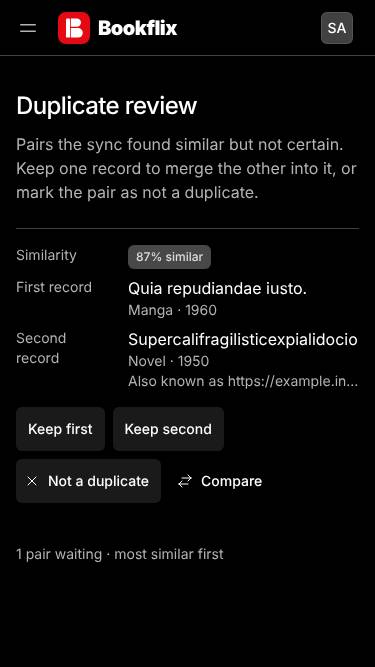 Bookflix
SA
Duplicate review
Pairs the sync found similar but not certain.
Keep one record to merge the other into it, or
mark the pair as not a duplicate.
Similarity
87% similar
First record
Quia repudiandae iusto.
Manga · 1960
Second
record
Supercalifragilisticexpialidocio
Novel · 1950
Also known as https://example.in...
Keep first
Keep second
Not a duplicate
Compare
1 pair waiting · most similar first